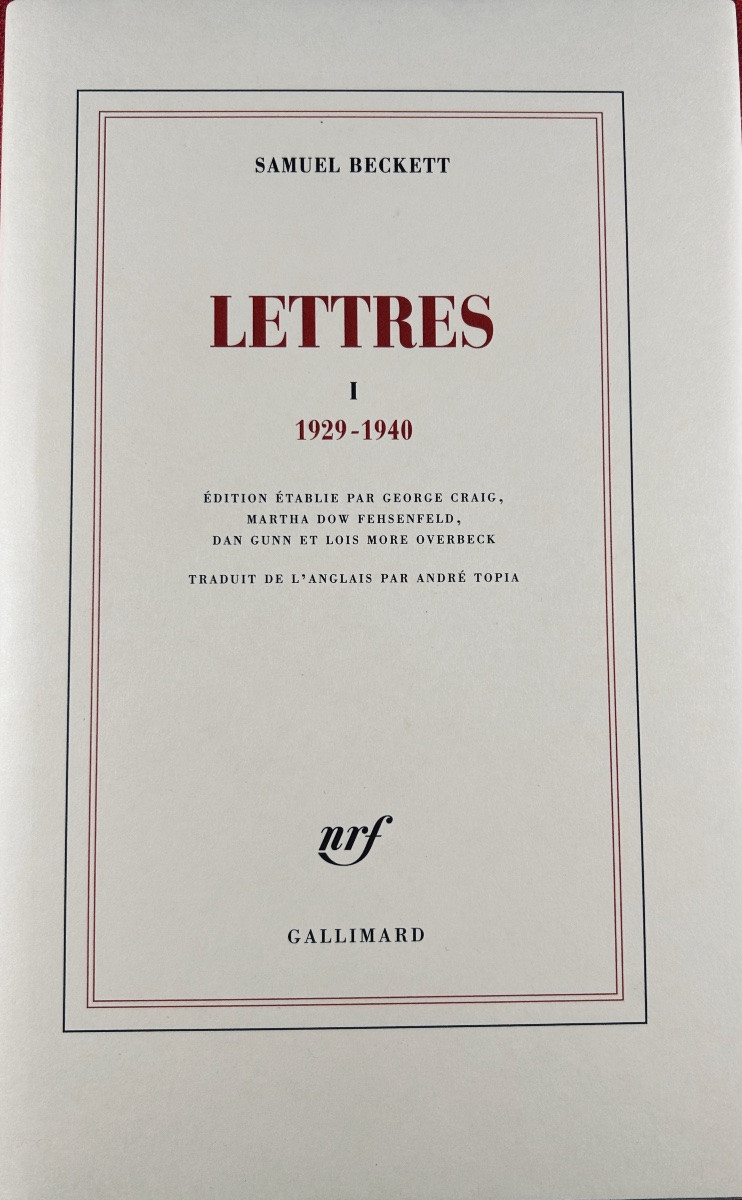 SAMUEL BECKETT
LETTRES
I
1929-1940
ÉDITION ÉTABLIE PAR GEORGE CRAIG,
MARTHA DOW FEHSENFELD,
DAN GUNN ET LOIS MORE OVERBECK
TRADUIT DE L'ANGLAIS PAR ANDRÉ TOPIA
nrf
GALLIMARD